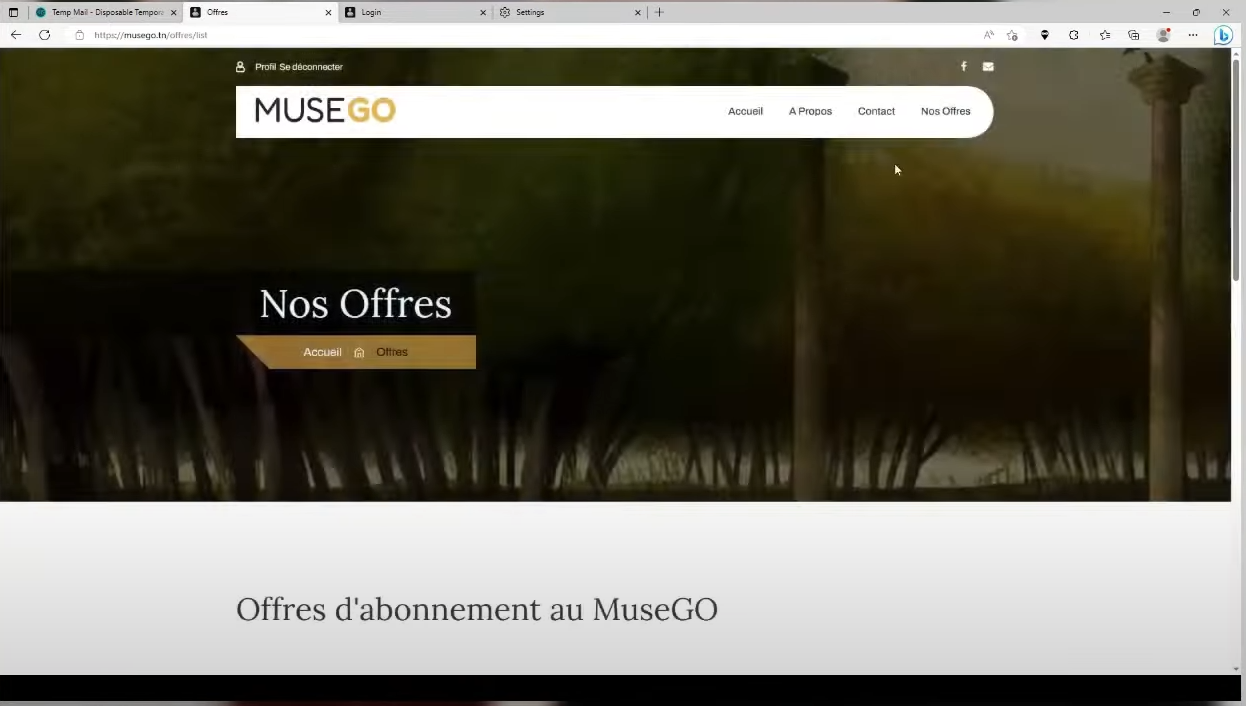 Temp Mail - Disposable Tempora
Offres
Login
Settings
https://musego.tn/offres/list
Profil Se déconnecter
MUSEGO
Accueil A Propos Contact Nos Offres
Nos Offres
Accueil Offres
Offres d'abonnement au MuseGO